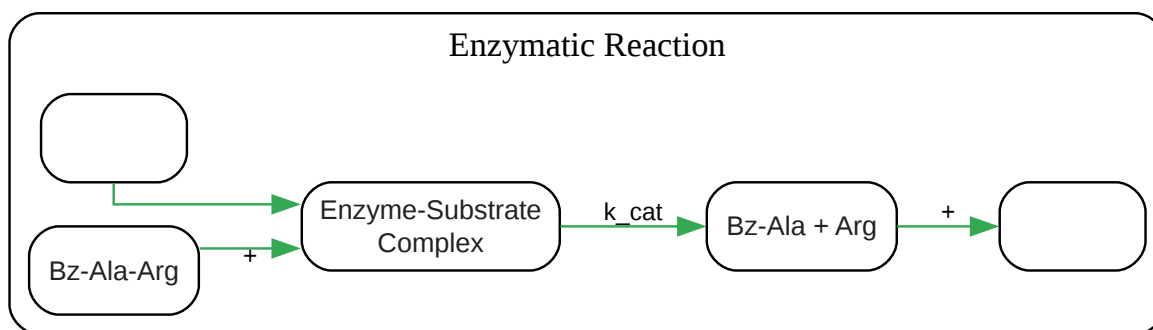 Enzymatic Reaction
Enzyme-Substrate
Complex
k_cat
Bz-Ala + Arg
+
Bz-Ala-Arg
+